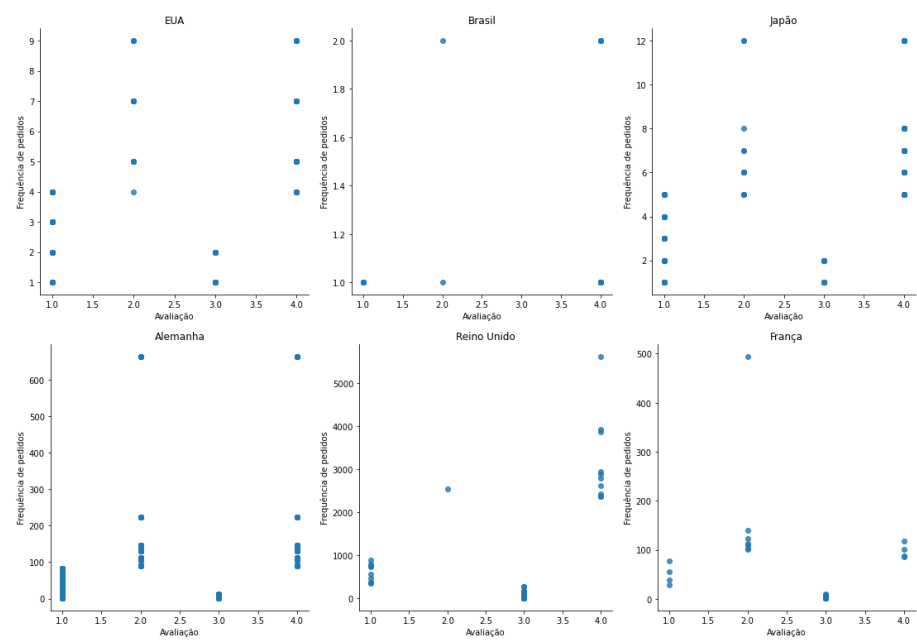 EUA
Frequência de pedidos
9
8
7
6
5
4
3
2
1
1.0 1.5 2.0 2.5 3.0 3.5 4.0
Avaliação
Brasil
Frequência de pedidos
2.0
1.8
1.6
1.4
1.2
1.0
1.0 1.5 2.0 2.5 3.0 3.5 4.0
Avaliação
Japão
Frequência de pedidos
12
10
8
6
4
2
1.0 1.5 2.0 2.5 3.0 3.5 4.0
Avaliação
Alemanha
Frequência de pedidos
600
500
400
300
200
100
0
1.0 1.5 2.0 2.5 3.0 3.5 4.0
Avaliação
Reino Unido
Frequência de pedidos
5000
4000
3000
2000
1000
0
1.0 1.5 2.0 2.5 3.0 3.5 4.0
Avaliação
França
Frequência de pedidos
500
400
300
200
100
0
1.0 1.5 2.0 2.5 3.0 3.5 4.0
Avaliação